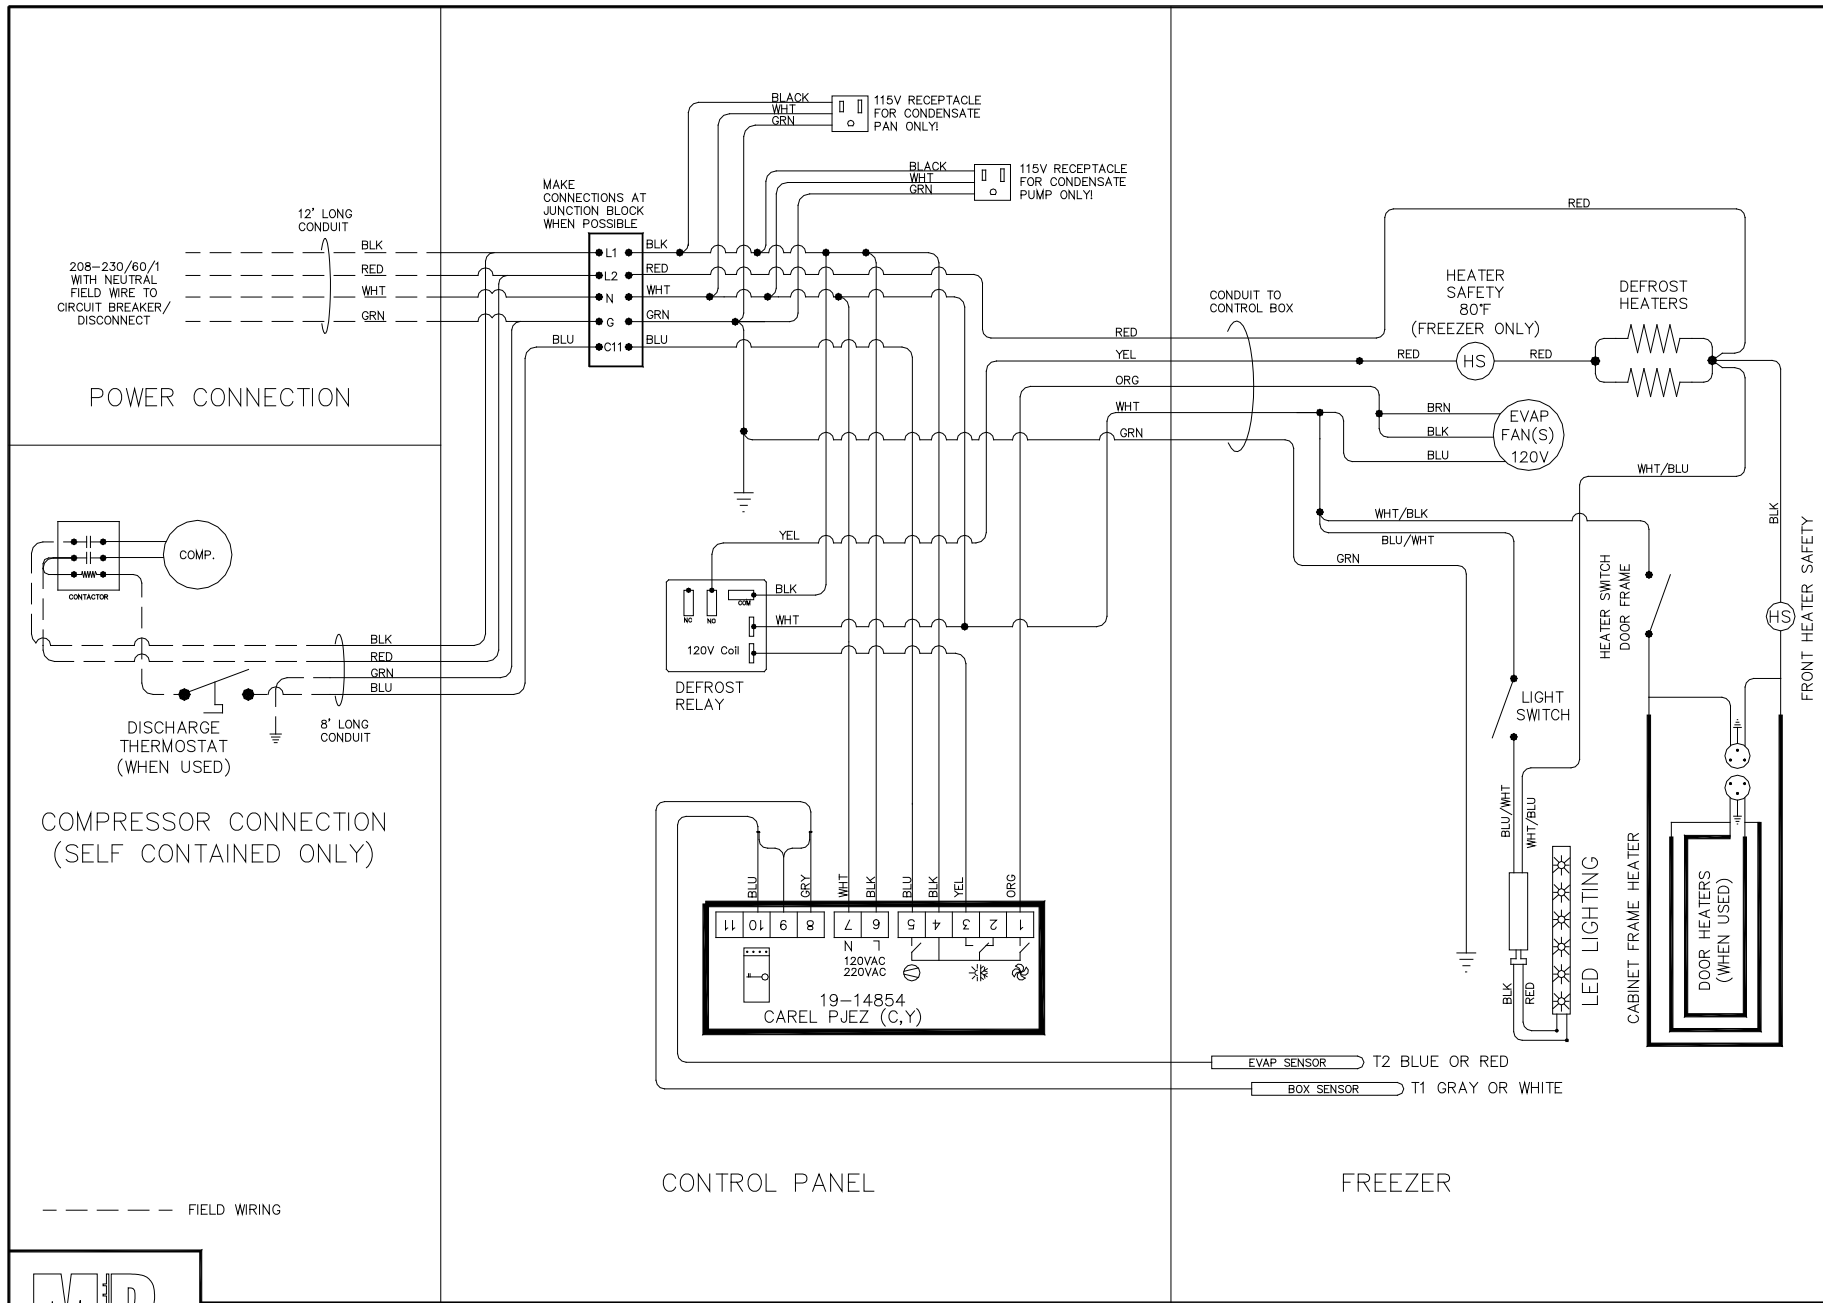 BLACK
WHT
GRN
115V RECEPTACLE
FOR CONDENSATE
PAN ONLY!
BLACK
WHT
GRN
115V RECEPTACLE
FOR CONDENSATE
PUMP ONLY!
MAKE
CONNECTIONS AT
JUNCTION BLOCK
WHEN POSSIBLE
12' LONG
CONDUIT
208-230/60/1
WITH NEUTRAL
FIELD WIRE TO
CIRCUIT BREAKER/
DISCONNECT
BLK
RED
WHT
GRN
BLU
L1
L2
N
G
C11
BLK
RED
WHT
GRN
BLU
POWER CONNECTION
RED
CONDUIT TO
CONTROL BOX
HEATER
SAFETY
80°F
(FREEZER ONLY)
DEFROST
HEATERS
RED
YEL
ORG
WHT
GRN
RED
HS
RED
BRN
BLK
BLU
EVAP
FAN(S)
120V
WHT/BLU
WHT/BLK
BLU/WHT
GRN
BLK
HS
FRONT HEATER SAFETY
HEATER SWITCH
DOOR FRAME
LIGHT
SWITCH
COMP.
CONTACTOR
BLK
RED
GRN
BLU
8' LONG
CONDUIT
DISCHARGE
THERMOSTAT
(WHEN USED)
COMPRESSOR CONNECTION
(SELF CONTAINED ONLY)
YEL
BLK
WHT
NC
NO
COM
120V Coil
DEFROST
RELAY
BLU
GRY
WHT
BLK
BLU
BLK
YEL
ORG
11
10
9
8
7
6
5
4
3
2
1
N
L
120VAC
220VAC
19-14854
CAREL PJEZ (C,Y)
BLU/WHT
WHT/BLU
BLK
RED
LED LIGHTING
CABINET FRAME HEATER
DOOR HEATERS
(WHEN USED)
EVAP SENSOR
T2 BLUE OR RED
BOX SENSOR
T1 GRAY OR WHITE
CONTROL PANEL
FREEZER
FIELD WIRING